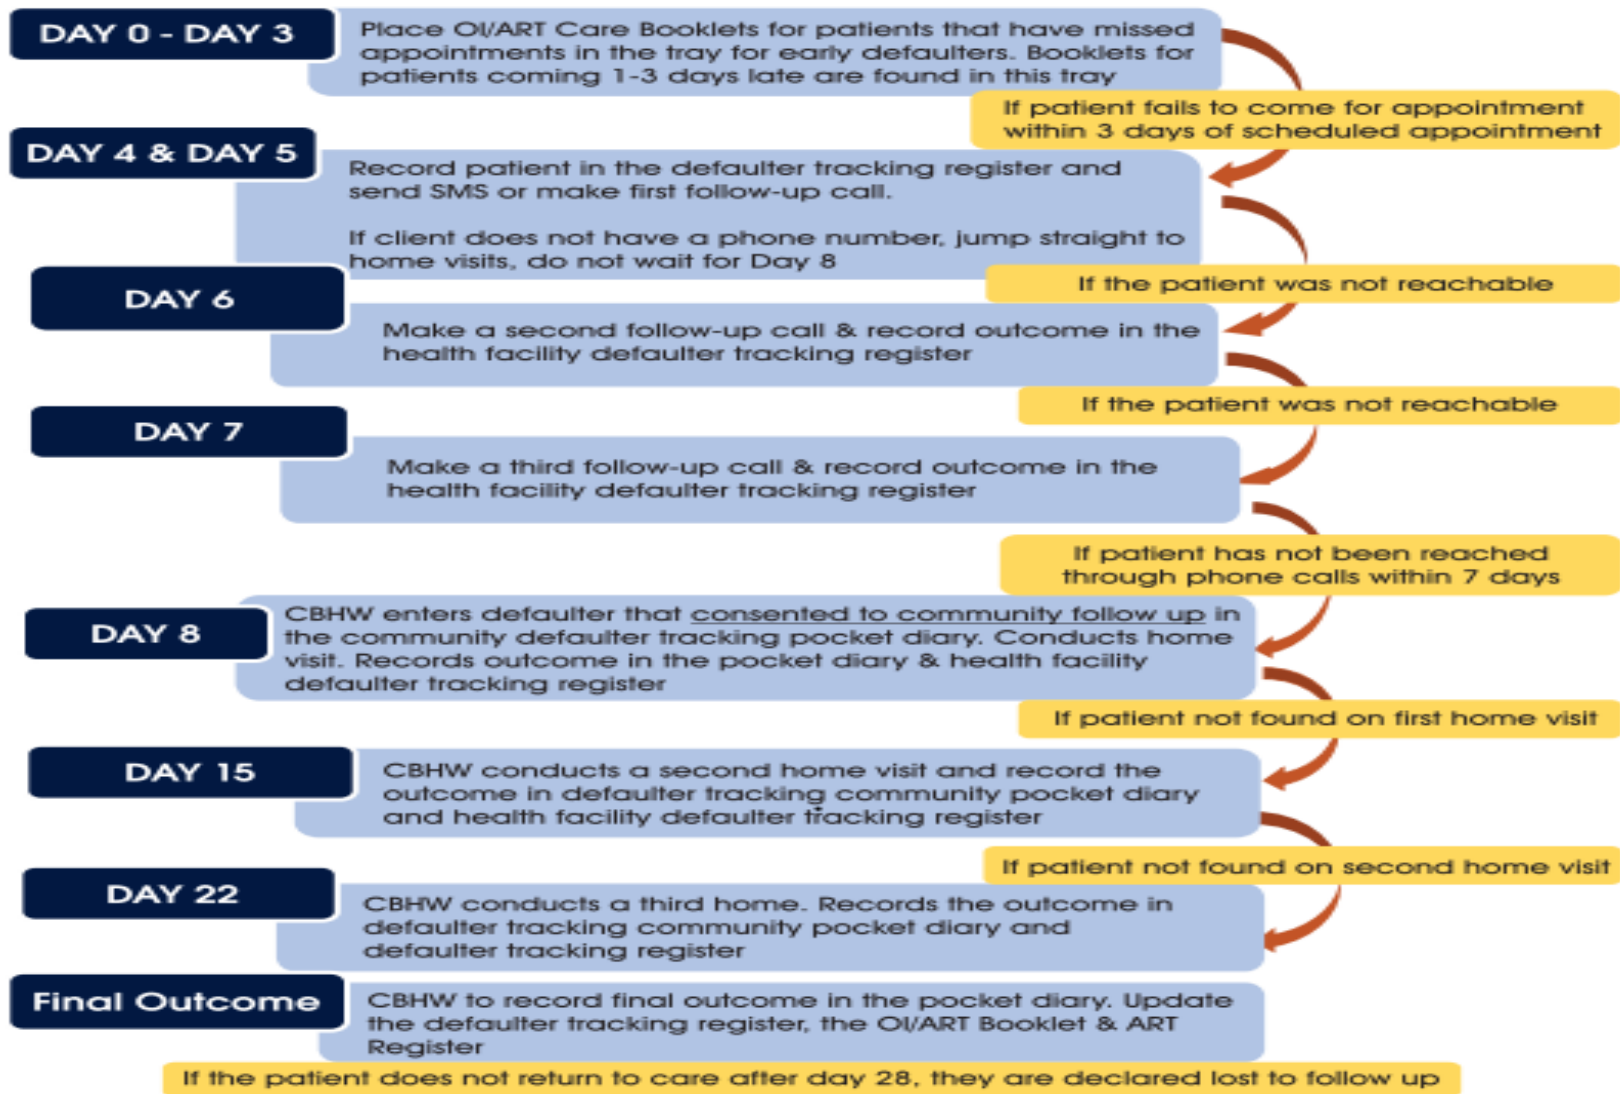 DAY 0 - DAY 3
Place OI/ART Care Booklets for patients that have missed
appointments in the tray for early defaulters. Booklets for
patients coming 1-3 days late are found in this tray
If patient fails to come for appointment
within 3 days of scheduled appointment
DAY 4 & DAY 5
Record patient in the defaulter tracking register and
send SMS or make first follow-up call.
If client does not have a phone number, jump straight to
home visits, do not wait for Day 8
If the patient was not reachable
DAY 6
Make a second follow-up call & record outcome in the
health facility defaulter tracking register
If the patient was not reachable
DAY 7
Make a third follow-up call & record outcome in the
health facility defaulter tracking register
If patient has not been reached
through phone calls within 7 days
DAY 8
CBHW enters defaulter that consented to community follow up in
the community defaulter tracking pocket diary. Conducts home
visit. Records outcome in the pocket diary & health facility
defaulter tracking register
If patient not found on first home visit
DAY 15
CBHW conducts a second home visit and record the
outcome in defaulter tracking community pocket diary
and health facility defaulter tracking register
If patient not found on second home visit
DAY 22
CBHW conducts a third home. Records the outcome in
defaulter tracking community pocket diary and
defaulter tracking register
Final Outcome
CBHW to record final outcome in the pocket diary. Update
the defaulter tracking register, the OI/ART Booklet & ART
Register
If the patient does not return to care after day 28, they are declared lost to follow up